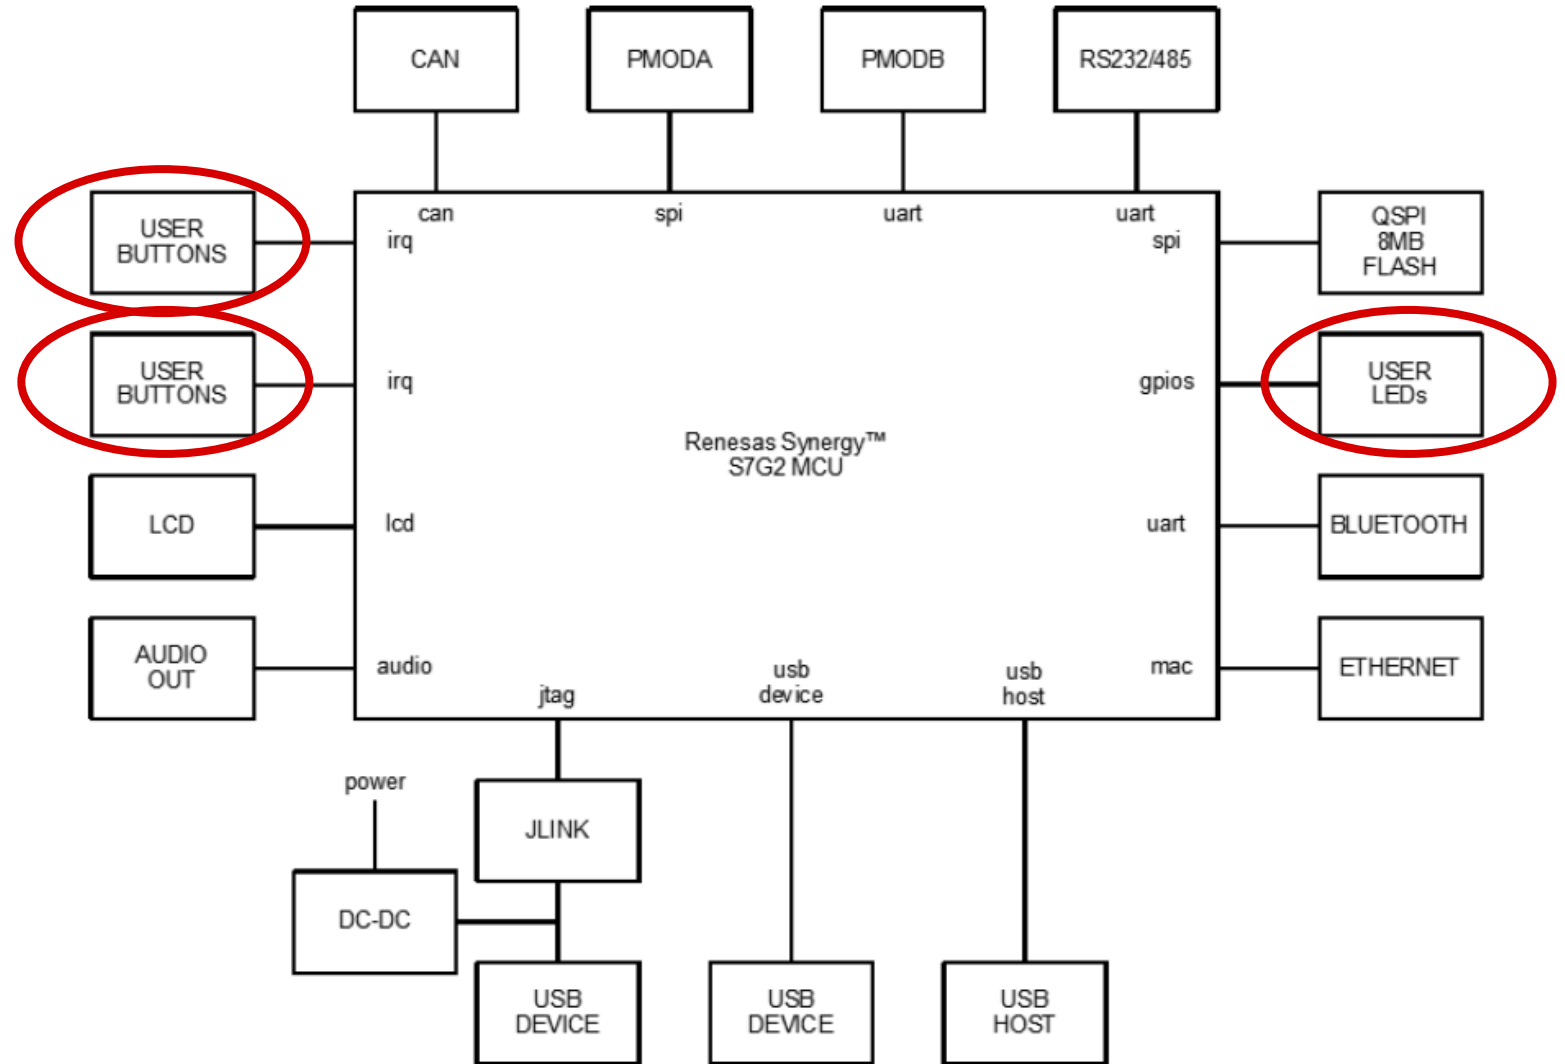 CAN
PMODA
PMODB
RS232/485
can
spi
uart
uart
USER
BUTTONS
irq
spi
QSPI
8MB
FLASH
USER
BUTTONS
irq
gpios
USER
LEDs
Renesas Synergy™
S7G2 MCU
LCD
lcd
uart
BLUETOOTH
AUDIO
OUT
audio
mac
ETHERNET
jtag
usb
device
usb
host
power
JLINK
DC-DC
USB
DEVICE
USB
DEVICE
USB
HOST